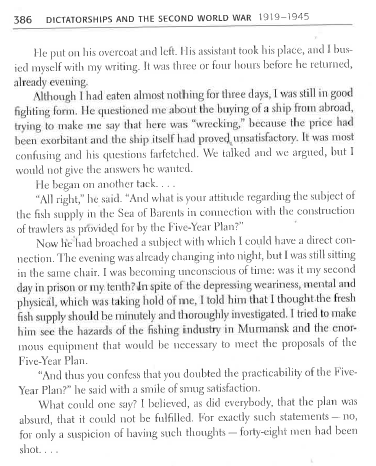 386 DICTATORSHIPS AND THE SECOND WORLD WAR 1919–1945
He put on his overcoat and left. His assistant took his place, and I bus-
ied myself with my writing. It was three or four hours before he returned,
already evening.
Although I had eaten almost nothing for three days, I was still in good
fighting form. He questioned me about the buying of a ship from abroad,
trying to make me say that here was “wrecking,” because the price had
been exorbitant and the ship itself had proved unsatisfactory. It was most
confusing and his questions farfetched. We talked and we argued, but I
would not give the answers he wanted.
He began on another tack. . . .
“All right,” he said. “And what is your attitude regarding the subject of
the fish supply in the Sea of Barents in connection with the construction
of trawlers as provided for by the Five-Year Plan?”
Now he had broached a subject with which I could have a direct con-
nection. The evening was already changing into night, but I was still sitting
in the same chair. I was becoming unconscious of time: was it my second
day in prison or my tenth? In spite of the depressing weariness, mental and
physical, which was taking hold of me, I told him that I thought the fresh
fish supply should be minutely and thoroughly investigated. I tried to make
him see the hazards of the fishing industry in Murmansk and the enor-
mous equipment that would be necessary to meet the proposals of the
Five-Year Plan.
“And thus you confess that you doubted the practicability of the Five-
Year Plan?” he said with a smile of smug satisfaction.
What could one say? I believed, as did everybody, that the plan was
absurd, that it could not be fulfilled. For exactly such statements – no,
for only a suspicion of having such thoughts – forty-eight men had been
shot. . . .